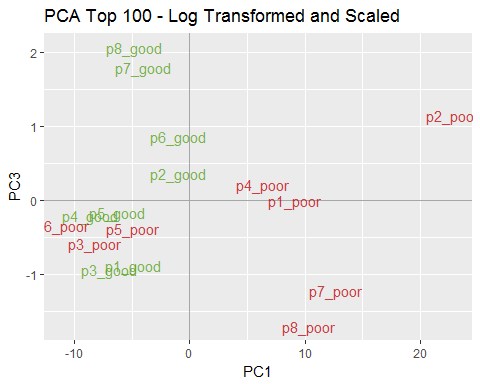 PCA Top 100 - Log Transformed and Scaled
p8_good
2
p7_good
p2_poo
1
p6_good
p2_good
p4_poor
0
p1_poor
p5_good
p4_good
6_poor
p5_poor
p3_poor
p1_good
p3_good
-1
p7_poor
p8_poor
PC3
-10
0
10
20
PC1